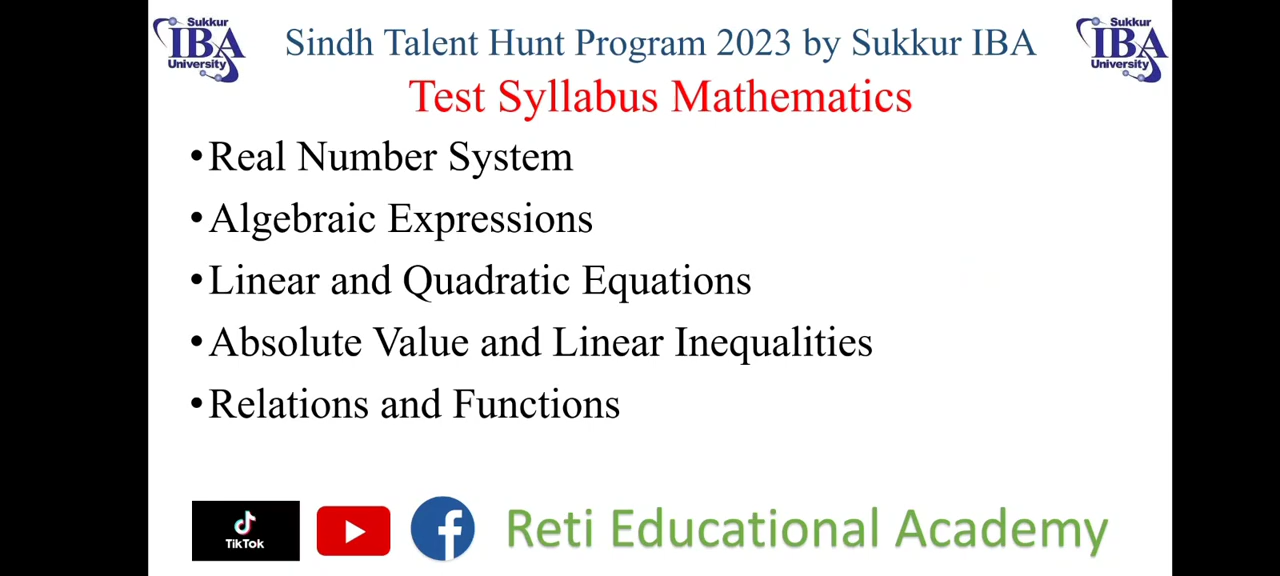 Sukkur
IBA
University
Sindh Talent Hunt Program 2023 by Sukkur IBA
Sukkur
IBA
University
Test Syllabus Mathematics
•Real Number System
•Algebraic Expressions
•Linear and Quadratic Equations
•Absolute Value and Linear Inequalities
•Relations and Functions
TikTok
Reti Educational Academy